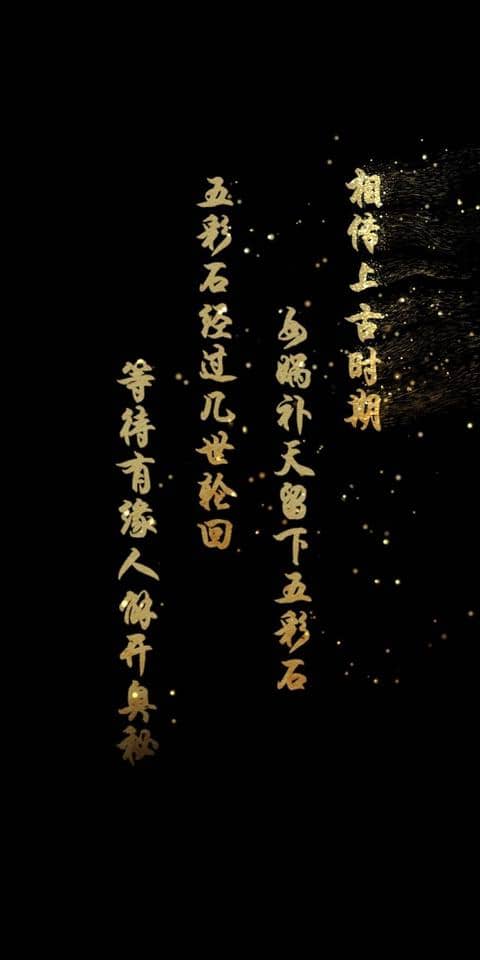 相传上古时期
女娲补天留下五彩石
五彩石经过几世轮回
等待有缘人解开奥秘